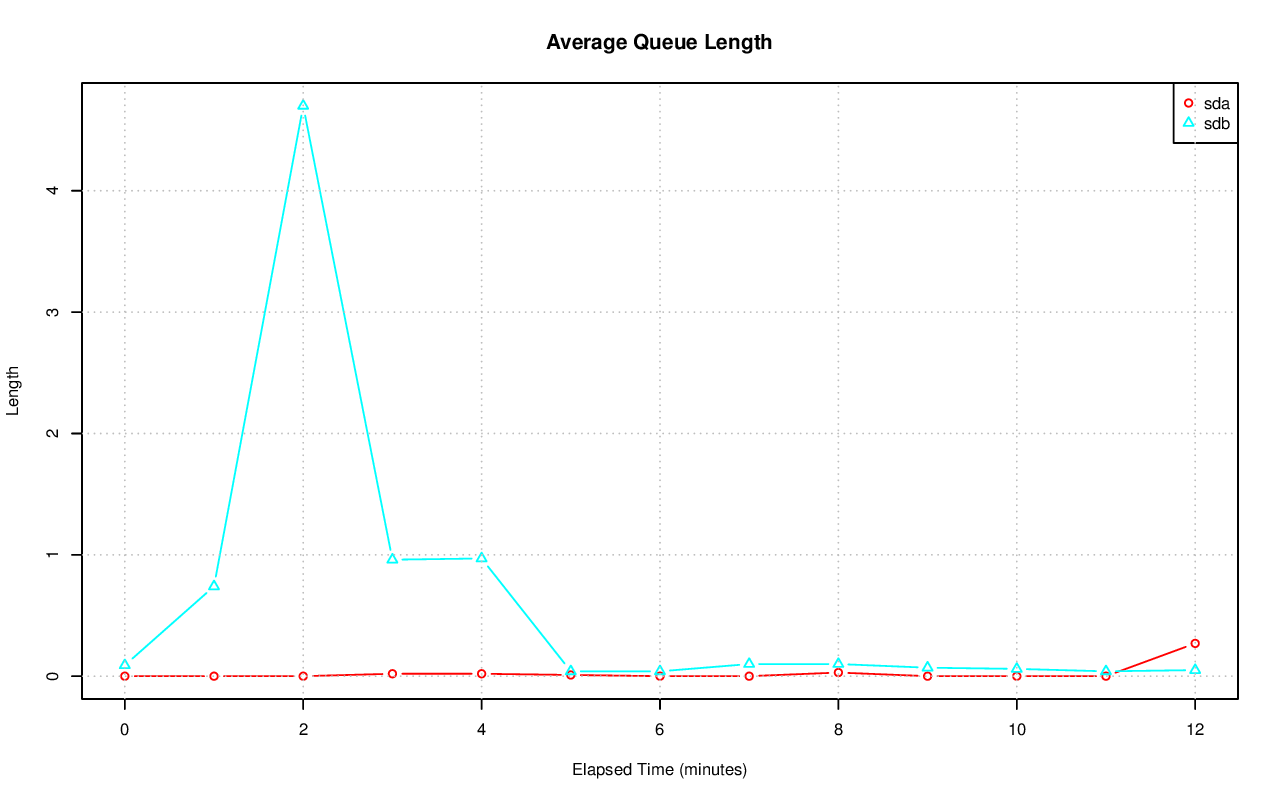 Average Queue Length
sda
sdb
Length
4
3
2
1
0
0 2 4 6 8 10 12
Elapsed Time (minutes)